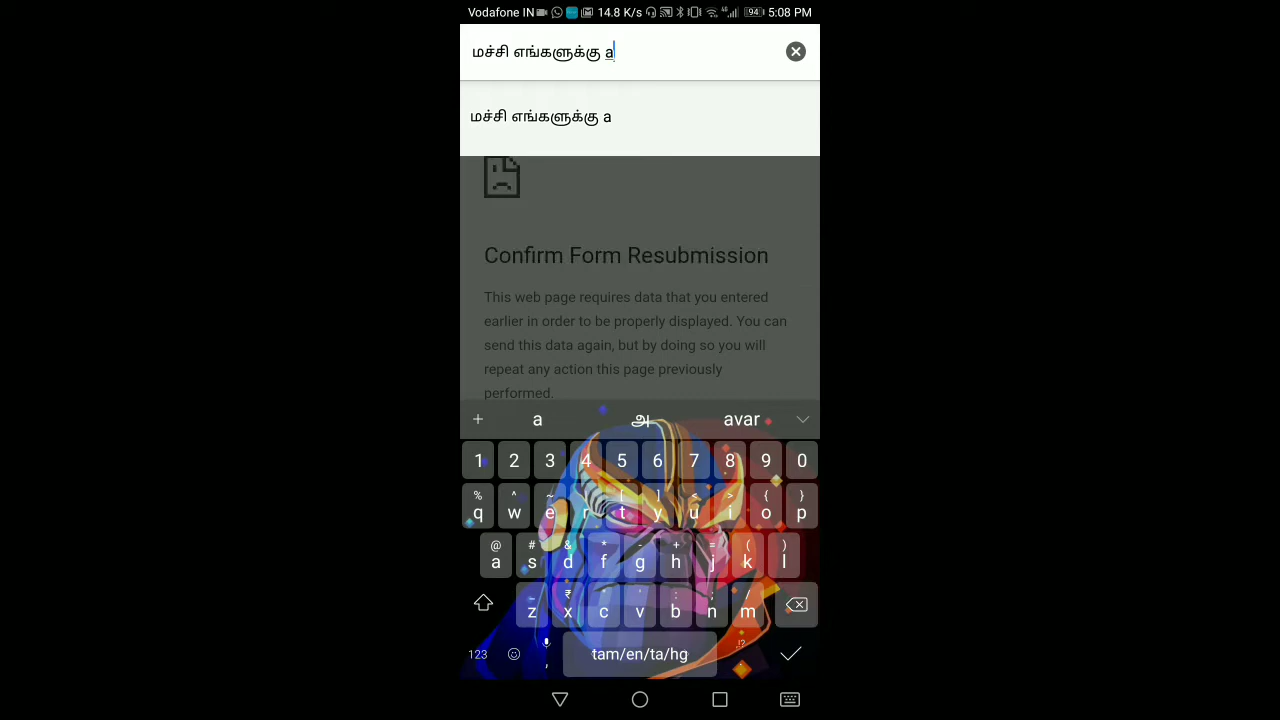 Vodafone IN 14.8 K/s 4G 94 5:08 PM
மச்சி எங்களுக்கு a
மச்சி எங்களுக்கு a
Confirm Form Resubmission
This web page requires data that you entered
earlier in order to be properly displayed. You can
send this data again, but by doing so you will
repeat any action this page previously
performed.
+ a அ avar
1 2 3 4 5 6 7 8 9 0
% ^ ~ | [ ] < > { }
q w e r t y u i o p
@ # & * - + = ( )
a s d f g h j k l
_ ₹ " ' : ; /
z x c v b n m
123 , tam/en/ta/hg !?